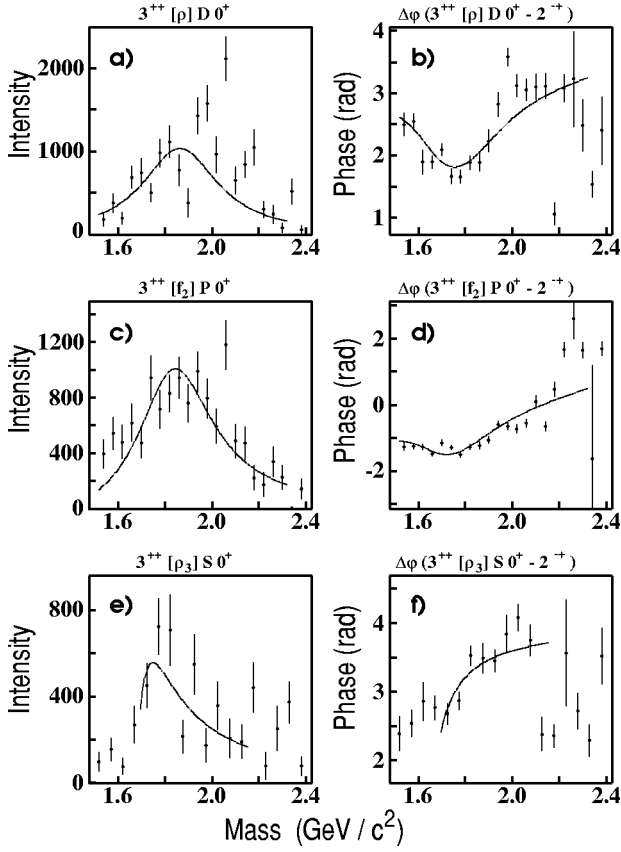 3⁺⁺ [ρ] D 0⁺
Δφ (3⁺⁺ [ρ] D 0⁺ - 2⁻⁺)
a)
b)
Intensity
2000
1000
0
1.6
2.0
2.4
Phase (rad)
4
3
2
1
1.6
2.0
2.4
3⁺⁺ [f₂] P 0⁺
Δφ (3⁺⁺ [f₂] P 0⁺ - 2⁻⁺)
c)
d)
Intensity
1200
800
400
0
1.6
2.0
2.4
Phase (rad)
2
0
-2
1.6
2.0
2.4
3⁺⁺ [ρ₃] S 0⁺
Δφ (3⁺⁺ [ρ₃] S 0⁺ - 2⁻⁺)
e)
f)
Intensity
800
400
0
1.6
2.0
2.4
Phase (rad)
4
3
2
1.6
2.0
2.4
Mass (GeV / c²)